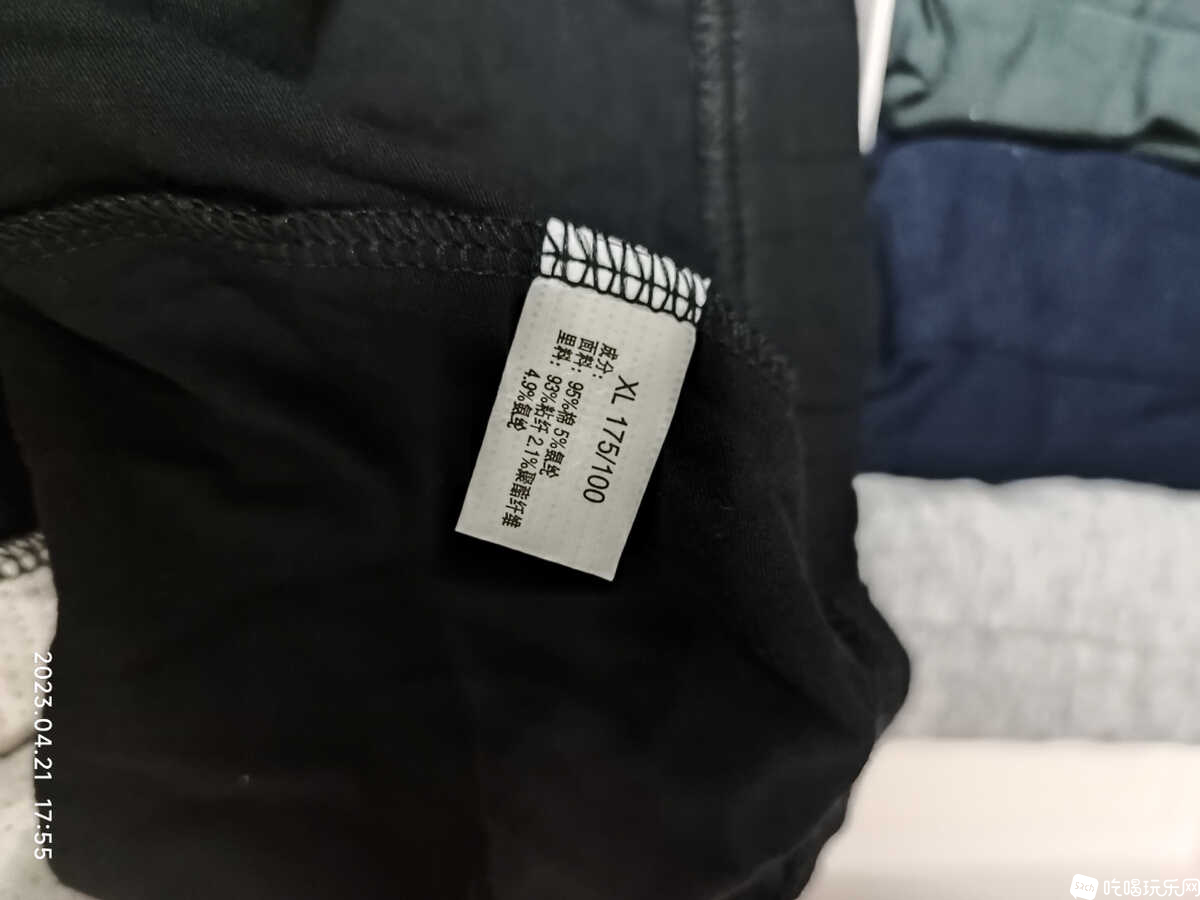 XL 175/100
成分：
面料：95%棉 5%氨纶
里料：93%粘纤 2.1%聚酯纤维
4.9%氨纶
2023.04.21 17:55
52ch 吃喝玩乐网